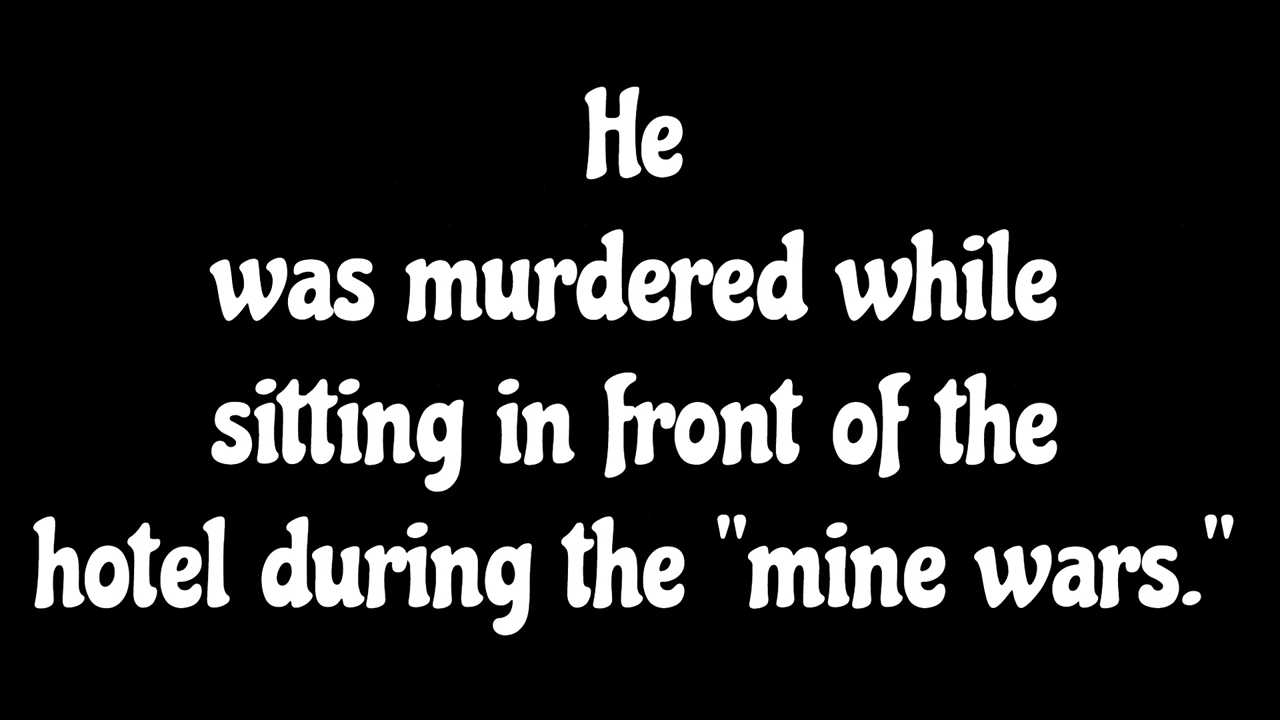 He
was murdered while
sitting in front of the
hotel during the "mine wars."